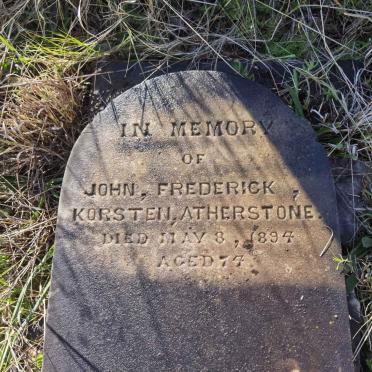 IN MEMORY
OF
JOHN, FREDERICK,
KORSTEN, ATHERSTONE.
DIED MAY 8, 1894
AGED 74